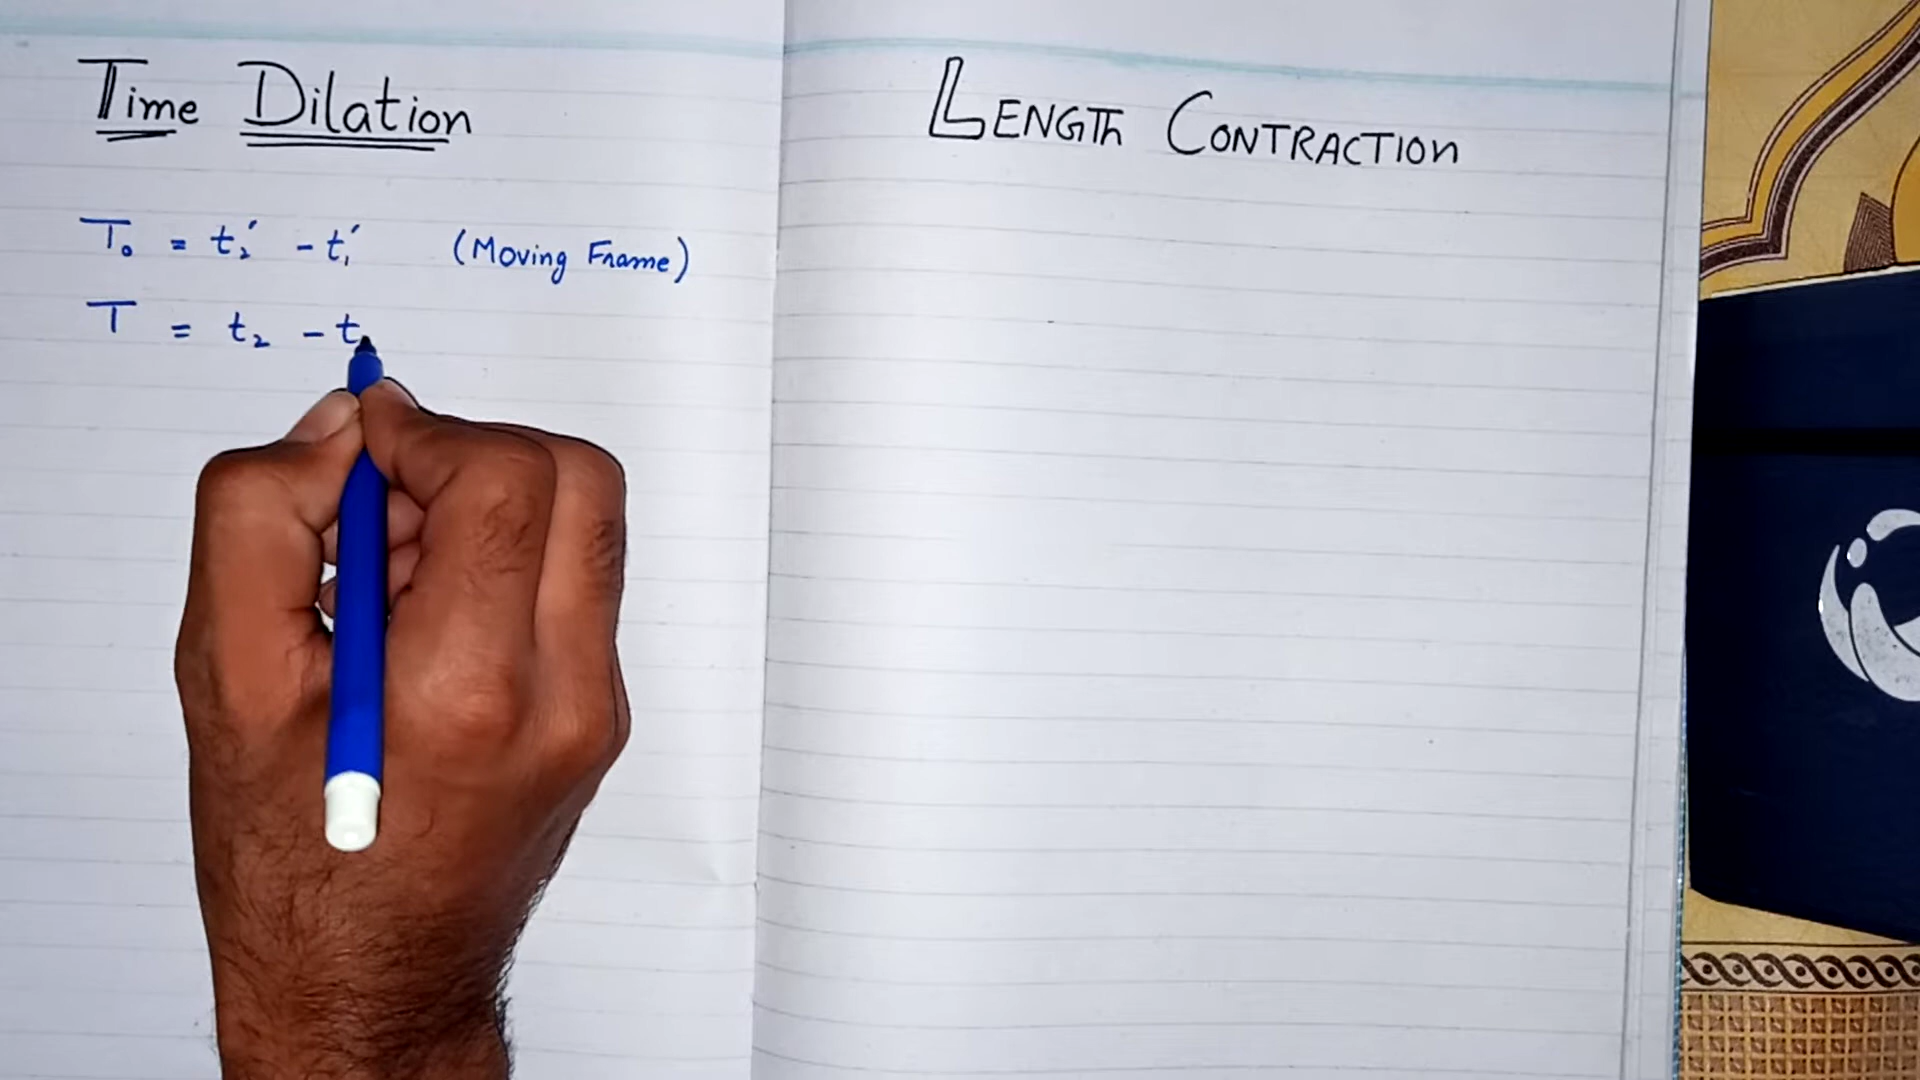 Time Dilation
T₀ = t₂′ - t₁′ (Moving Frame)
T = t₂ - t
LENGTH CONTRACTION